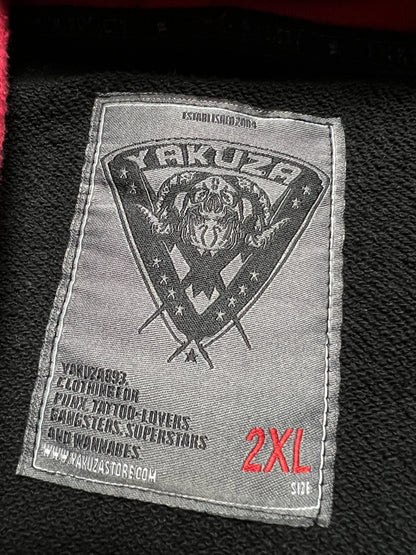 ESTABLISHED 2004
YAKUZA
YAKUZA893.
CLOTHING FOR
PUNX, TATTOO-LOVERS,
GANGSTERS, SUPERSTARS
AND WANNABES.
WWW.YAKUZASTORE.COM
2XL
SIZE